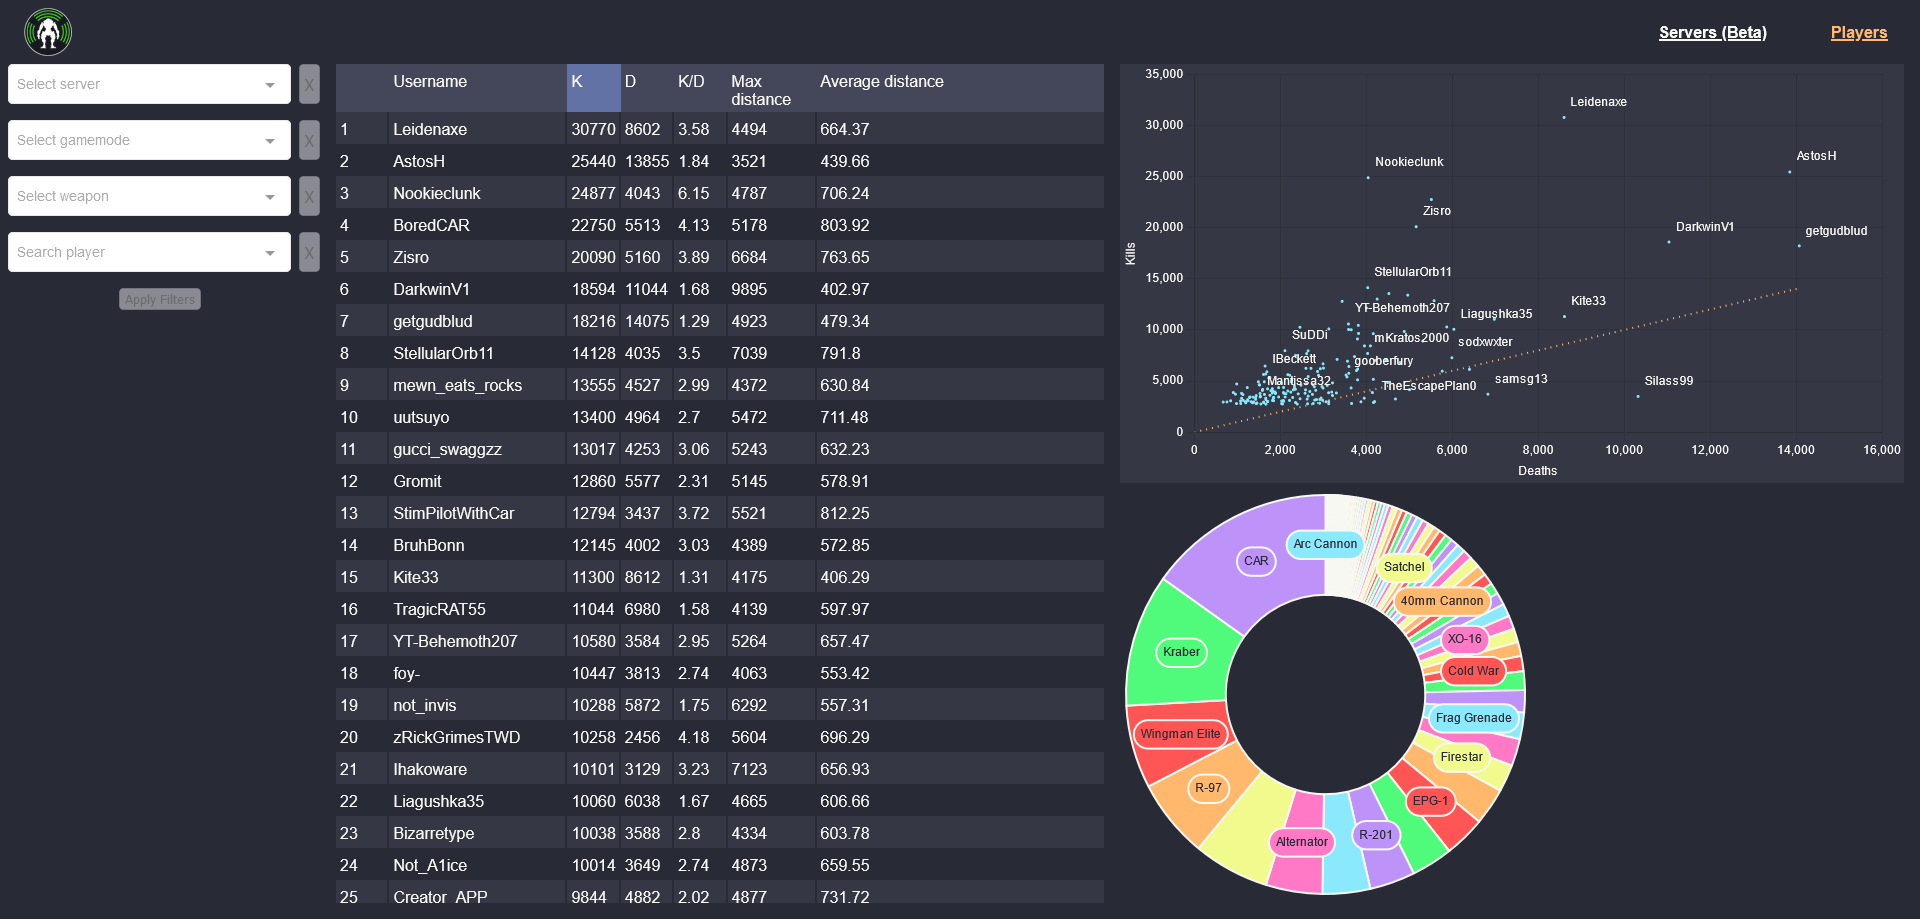 Servers (Beta)
Players
Select server
X
Select gamemode
X
Select weapon
X
Search player
X
Apply Filters
Username K D K/D Max distance Average distance
1 Leidenaxe 30770 8602 3.58 4494 664.37
2 AstosH 25440 13855 1.84 3521 439.66
3 Nookieclunk 24877 4043 6.15 4787 706.24
4 BoredCAR 22750 5513 4.13 5178 803.92
5 Zisro 20090 5160 3.89 6684 763.65
6 DarkwinV1 18594 11044 1.68 9895 402.97
7 getgudblud 18216 14075 1.29 4923 479.34
8 StellularOrb11 14128 4035 3.5 7039 791.8
9 mewn_eats_rocks 13555 4527 2.99 4372 630.84
10 uutsuyo 13400 4964 2.7 5472 711.48
11 gucci_swaggzz 13017 4253 3.06 5243 632.23
12 Gromit 12860 5577 2.31 5145 578.91
13 StimPilotWithCar 12794 3437 3.72 5521 812.25
14 BruhBonn 12145 4002 3.03 4389 572.85
15 Kite33 11300 8612 1.31 4175 406.29
16 TragicRAT55 11044 6980 1.58 4139 597.97
17 YT-Behemoth207 10580 3584 2.95 5264 657.47
18 foy- 10447 3813 2.74 4063 553.42
19 not_invis 10288 5872 1.75 6292 557.31
20 zRickGrimesTWD 10258 2456 4.18 5604 696.29
21 Ihakoware 10101 3129 3.23 7123 656.93
22 Liagushka35 10060 6038 1.67 4665 606.66
23 Bizarretype 10038 3588 2.8 4334 603.78
24 Not_A1ice 10014 3649 2.74 4873 659.55
25 Creator_APP 9844 4882 2.02 4877 731.72
35,000
30,000
25,000
20,000
15,000
10,000
5,000
0
Kills
Leidenaxe
AstosH
Nookieclunk
Zisro
DarkwinV1
getgudblud
StellularOrb11
Kite33
YT-Behemoth207
Liagushka35
SuDDi
mKratos2000
sodxwxter
IBeckett
gooberfury
Mantissa32
TheEscapePlan0
samsg13
Silass99
0 2,000 4,000 6,000 8,000 10,000 12,000 14,000 16,000
Deaths
Arc Cannon
CAR
Satchel
40mm Cannon
XO-16
Kraber
Cold War
Frag Grenade
Wingman Elite
Firestar
R-97
EPG-1
R-201
Alternator